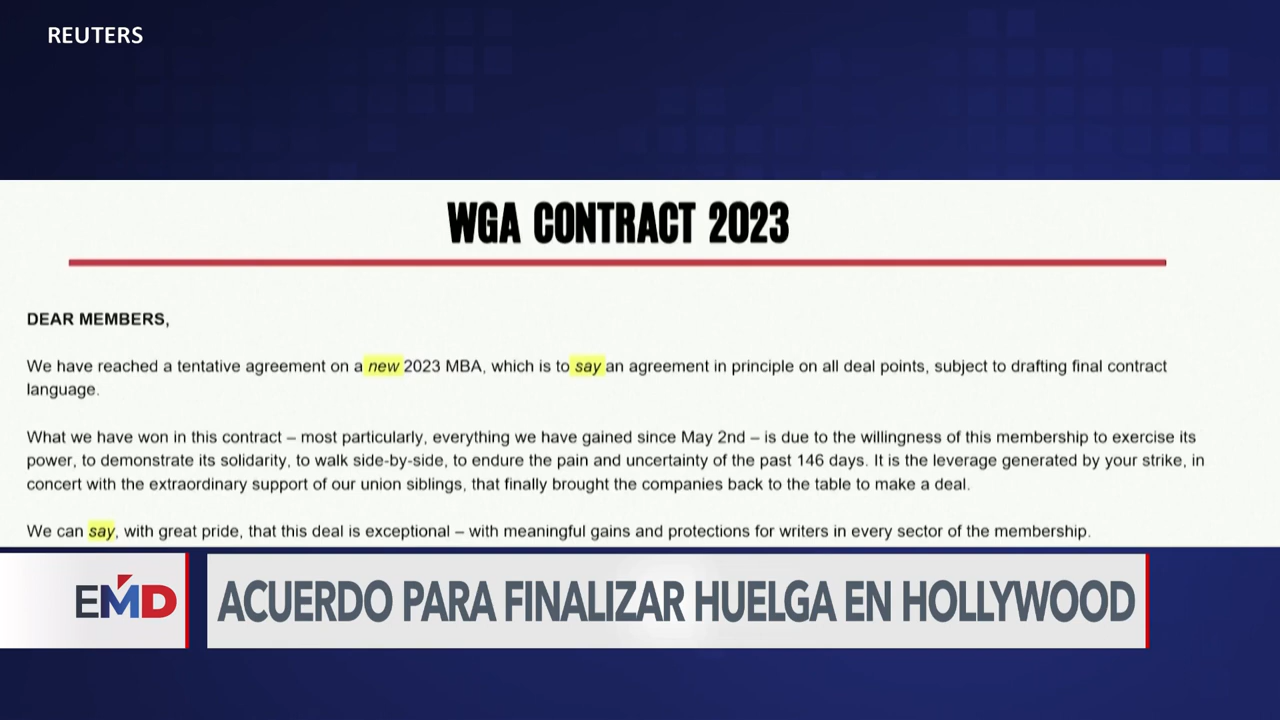 REUTERS
WGA CONTRACT 2023
DEAR MEMBERS,
We have reached a tentative agreement on a new 2023 MBA, which is to say an agreement in principle on all deal points, subject to drafting final contract
language.
What we have won in this contract – most particularly, everything we have gained since May 2nd – is due to the willingness of this membership to exercise its
power, to demonstrate its solidarity, to walk side-by-side, to endure the pain and uncertainty of the past 146 days. It is the leverage generated by your strike, in
concert with the extraordinary support of our union siblings, that finally brought the companies back to the table to make a deal.
We can say, with great pride, that this deal is exceptional – with meaningful gains and protections for writers in every sector of the membership.
EMD
ACUERDO PARA FINALIZAR HUELGA EN HOLLYWOOD